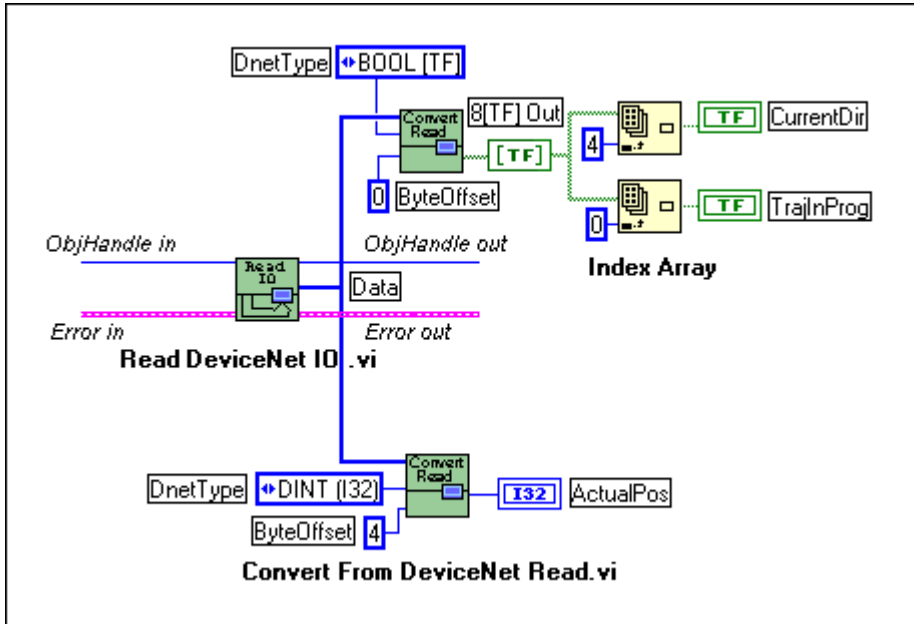 DnetType
BOOL [TF]
Convert
Read
8[TF] Out
[TF]
TF
CurrentDir
4
0
ByteOffset
TF
TrajInProg
0
Index Array
ObjHandle in
ObjHandle out
Read
IO
Data
Error in
Error out
Read DeviceNet IO .vi
Convert
Read
DnetType
DINT (I32)
I32
ActualPos
ByteOffset
4
Convert From DeviceNet Read.vi